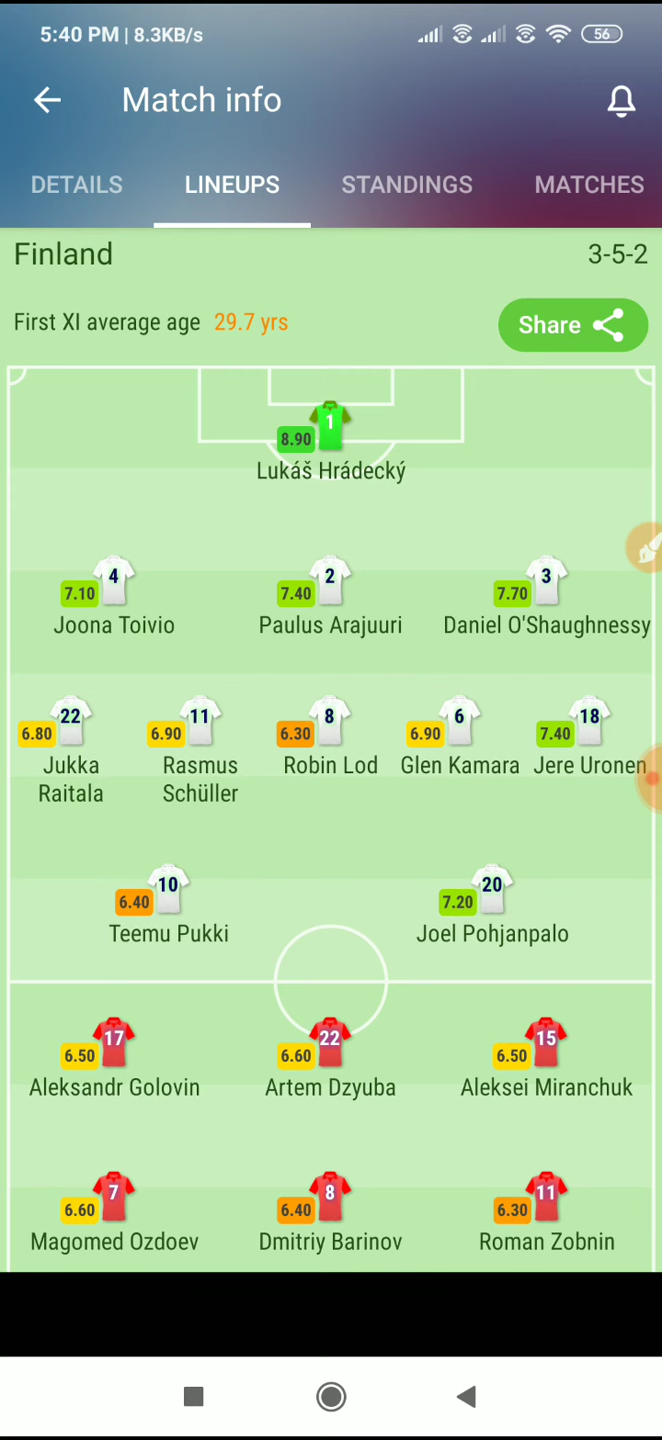 5:40 PM | 8.3KB/s
56
Match info
DETAILS LINEUPS STANDINGS MATCHES
Finland 3-5-2
First XI average age 29.7 yrs Share
1
8.90
Lukáš Hrádecký
4 2 3
7.10 7.40 7.70
Joona Toivio Paulus Arajuuri Daniel O'Shaughnessy
22 11 8 6 18
6.80 6.90 6.30 6.90 7.40
Jukka Rasmus Robin Lod Glen Kamara Jere Uronen
Raitala Schüller
10 20
6.40 7.20
Teemu Pukki Joel Pohjanpalo
17 22 15
6.50 6.60 6.50
Aleksandr Golovin Artem Dzyuba Aleksei Miranchuk
7 8 11
6.60 6.40 6.30
Magomed Ozdoev Dmitriy Barinov Roman Zobnin